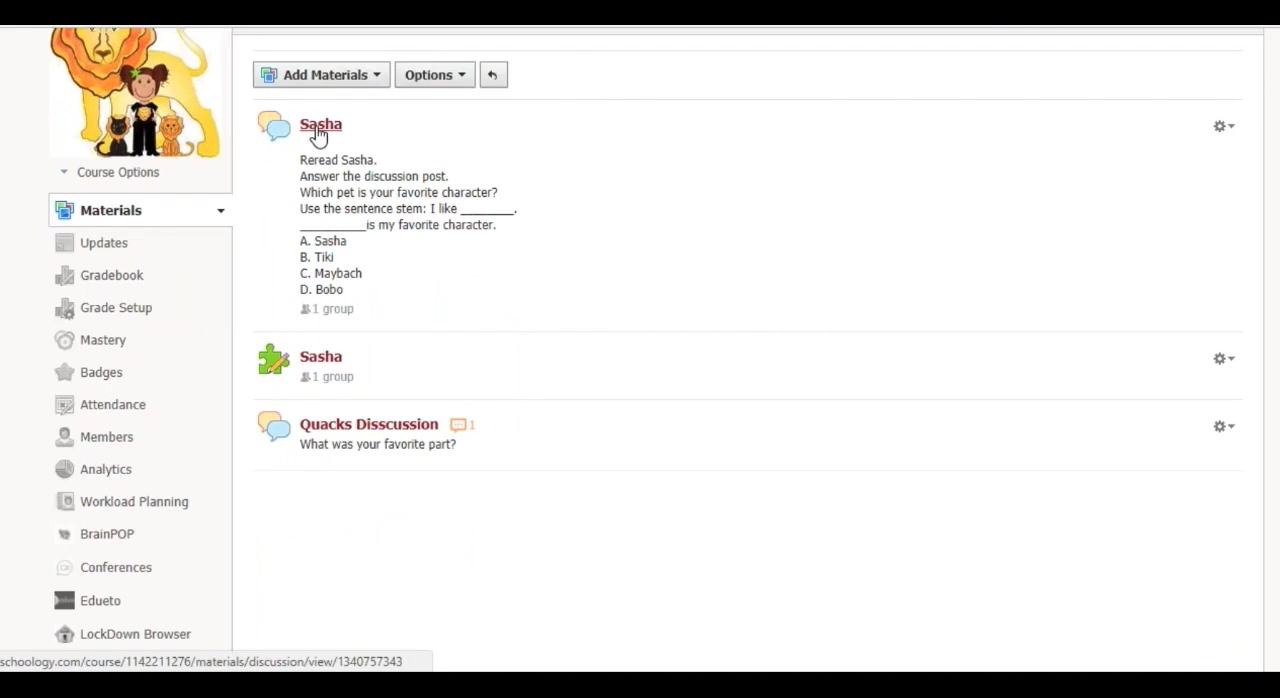 Add Materials Options
Sasha
Reread Sasha.
Answer the discussion post.
Which pet is your favorite character?
Use the sentence stem: I like ________.
__________is my favorite character.
A. Sasha
B. Tiki
C. Maybach
D. Bobo
1 group
Sasha
1 group
Quacks Disscussion 1
What was your favorite part?
Course Options
Materials
Updates
Gradebook
Grade Setup
Mastery
Badges
Attendance
Members
Analytics
Workload Planning
BrainPOP
Conferences
Edueto
LockDown Browser
schoology.com/course/1142211276/materials/discussion/view/1340757343